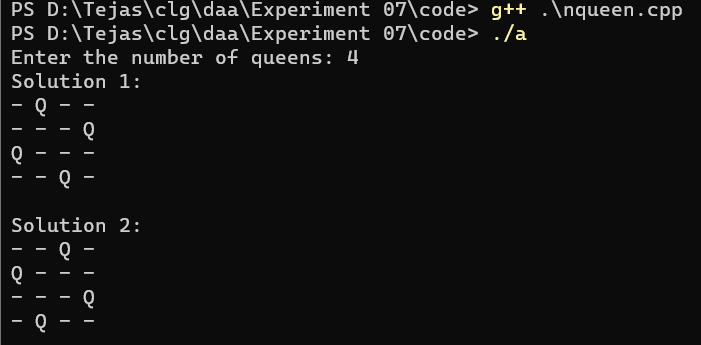 PS D:\Tejas\clg\daa\Experiment 07\code> g++ .\nqueen.cpp
PS D:\Tejas\clg\daa\Experiment 07\code> ./a
Enter the number of queens: 4
Solution 1:
- Q - -
- - - Q
Q - - -
- - Q -

Solution 2:
- - Q -
Q - - -
- - - Q
- Q - -